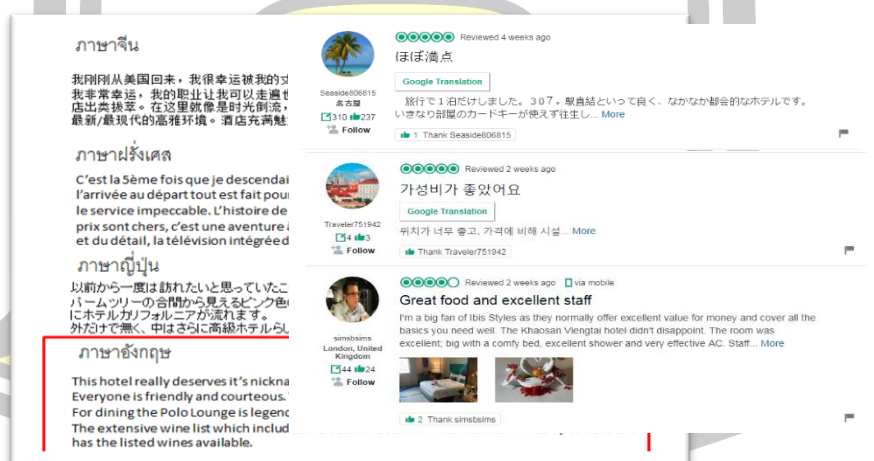 ภาษาจีน
我刚刚从美国回来，我很幸运被我的丈
我非常幸运，我的职业让我可以走遍世
店出类拔萃。在这里就像是时光倒流，
最新/最现代的高雅环境。酒店充满魅
ภาษาฝรั่งเศส
C'est la 5ème fois que je descendai
l'arrivée au départ tout est fait pour
le service impeccable. L'histoire de
prix sont chers, c'est une aventure
et du détail, la télévision intégrée d
ภาษาญี่ปุ่น
以前から一度は訪れたいと思っていたこ
パームツリーの合間から見えるピンク色
にホテルカリフォルニアが流れます。
外だけで無く、中はさらに高級ホテルらし
ภาษาอังกฤษ
This hotel really deserves it's nickna
Everyone is friendly and courteous.
For dining the Polo Lounge is legend
The extensive wine list which includ
has the listed wines available.
Reviewed 4 weeks ago
ほぼ満点
Google Translation
旅行で１泊だけしました。３０７。駅直結といって良く、なかなか都会的なホテルです。
いきなり部屋のカードキーが使えず往生し... More
Seaside806815
名古屋
310 237
Follow
1 Thank Seaside806815
Reviewed 2 weeks ago
가성비가 좋았어요
Google Translation
위치가 너무 좋고, 가격에 비해 시설... More
Traveler751942
4 3
Follow
Thank Traveler751942
Reviewed 2 weeks ago via mobile
Great food and excellent staff
I'm a big fan of Ibis Styles as they normally offer excellent value for money and cover all the
basics you need well. The Khaosan Viengtai hotel didn't disappoint. The room was
excellent; big with a comfy bed, excellent shower and very effective AC. Staff... More
simsbsims
London, United
Kingdom
44 24
Follow
2 Thank simsbsims